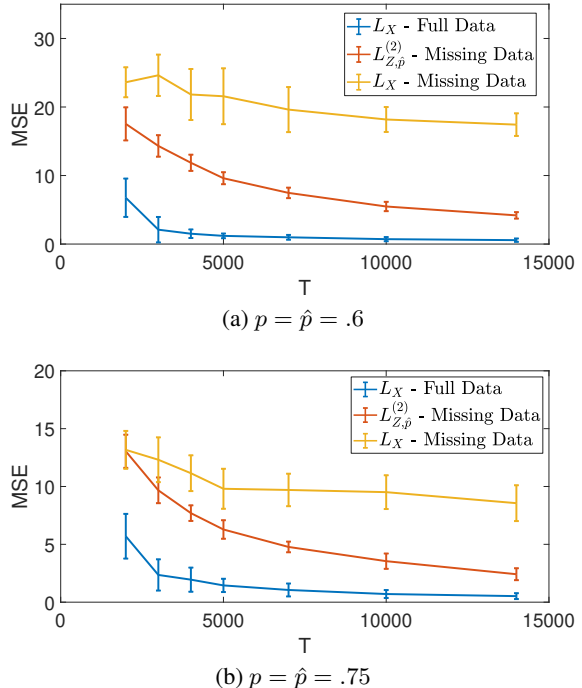 30
20
10
0
MSE
0
5000
10000
15000
T
L_X - Full Data
L^{(2)}_{Z,p̂} - Missing Data
L_X - Missing Data
(a) p = p̂ = .6
20
15
10
5
0
MSE
0
5000
10000
15000
T
L_X - Full Data
L^{(2)}_{Z,p̂} - Missing Data
L_X - Missing Data
(b) p = p̂ = .75